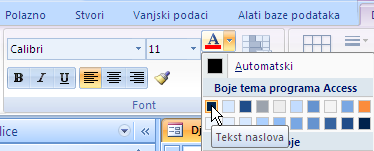 Polazno Stvori Vanjski podaci Alati baze podataka
Calibri 11 A Automatski
B I U Boje tema programa Access
Font
Tekst naslova